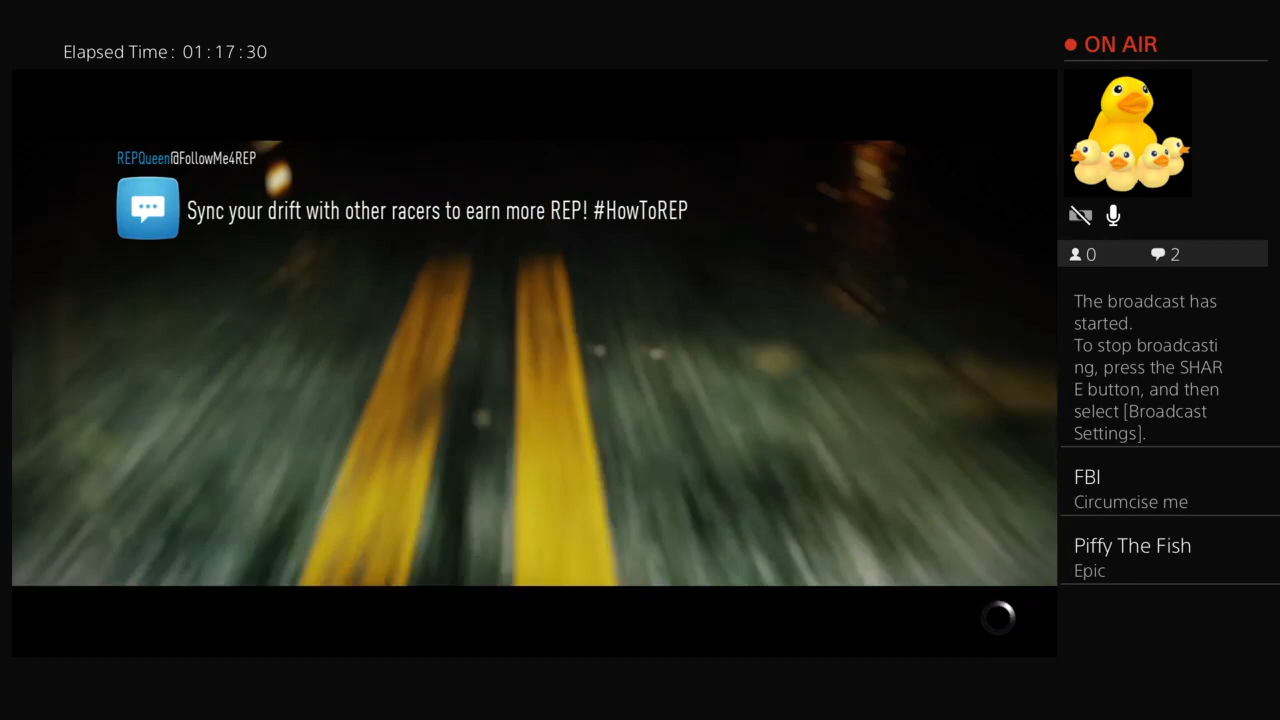 Elapsed Time: 01:17:30
ON AIR
REPQueen@FollowMe4REP
Sync your drift with other racers to earn more REP! #HowToREP
0
2
The broadcast has
started.
To stop broadcasti
ng, press the SHAR
E button, and then
select [Broadcast
Settings].
FBI
Circumcise me
Piffy The Fish
Epic